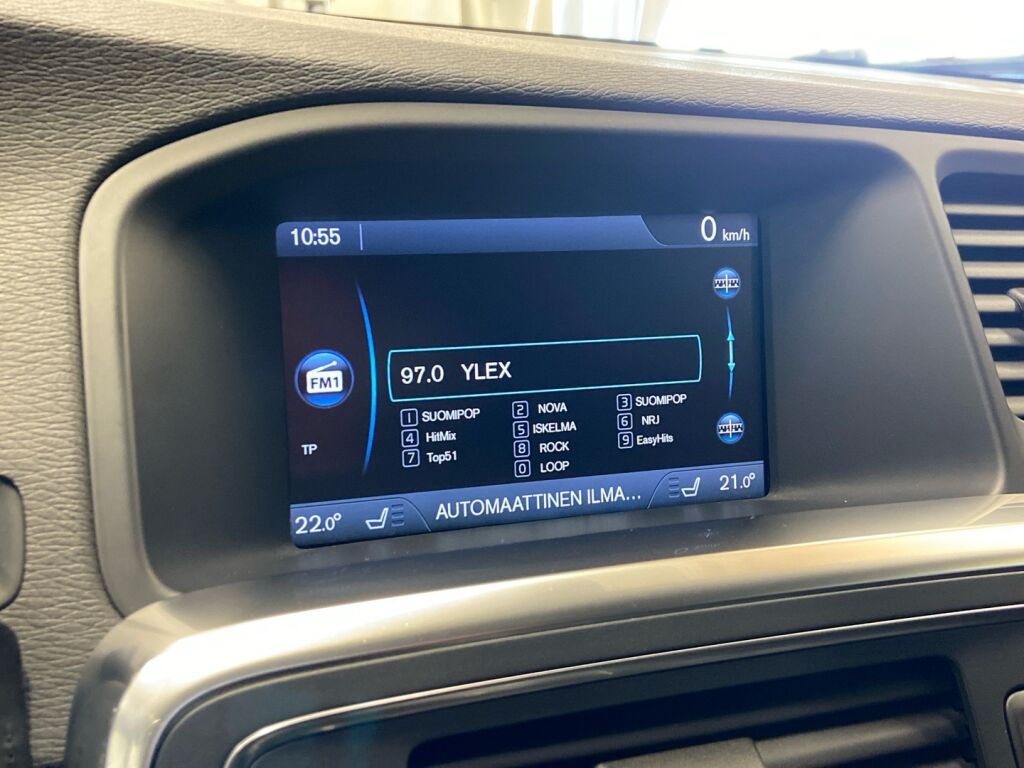 10:55 0 km/h
FM1
97.0 YLEX
1 SUOMIPOP 2 NOVA 3 SUOMIPOP
4 HitMix 5 ISKELMA 6 NRJ
7 Top51 8 ROCK 9 EasyHits
0 LOOP
TP
22.0° AUTOMAATTINEN ILMA... 21.0°